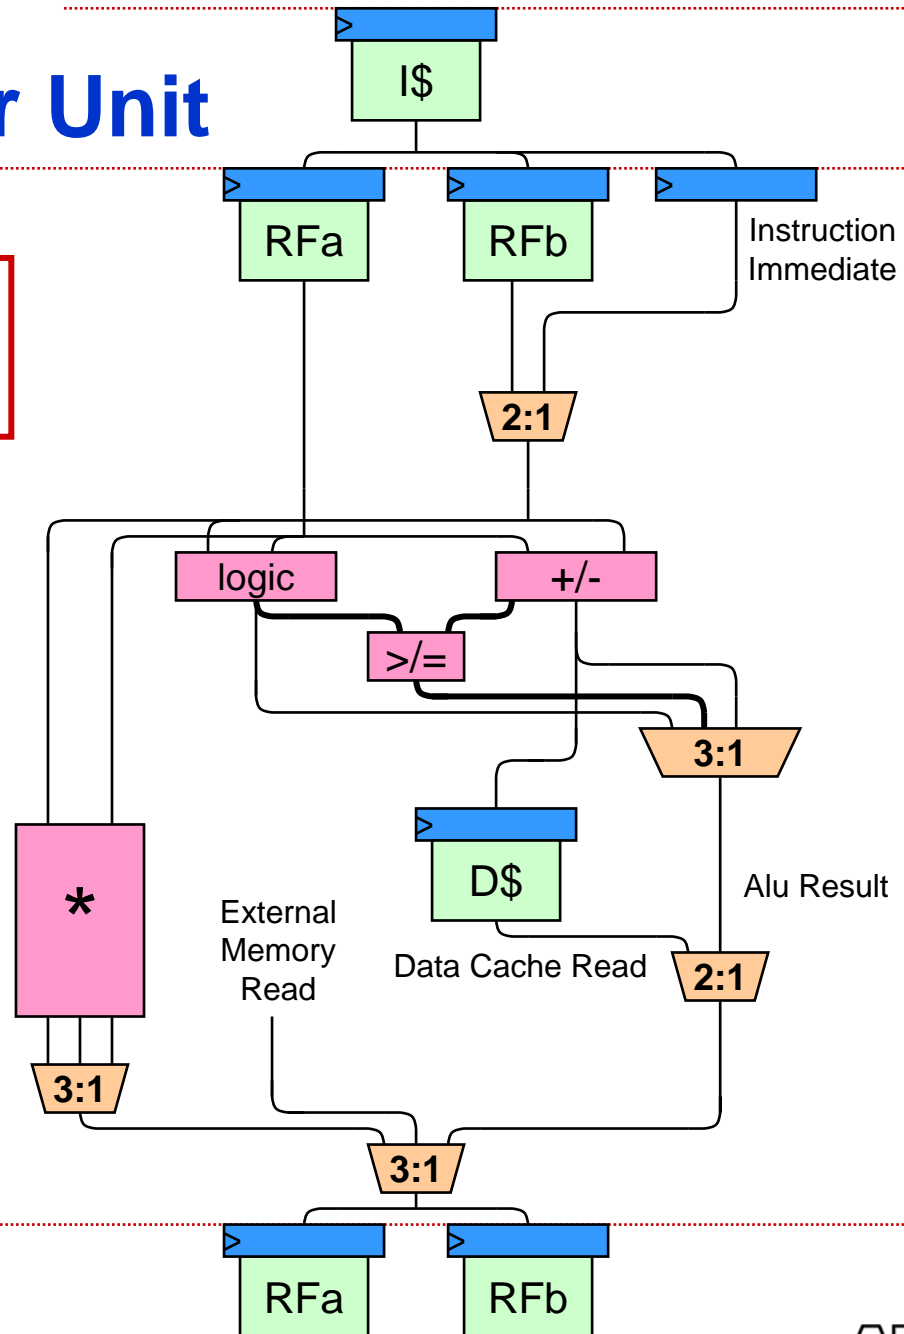 I$
r Unit
RFa
RFb
Instruction
Immediate
2:1
logic
+/-
>/=
3:1
*
D$
Alu Result
External
Memory
Read
Data Cache Read
2:1
3:1
3:1
RFa
RFb